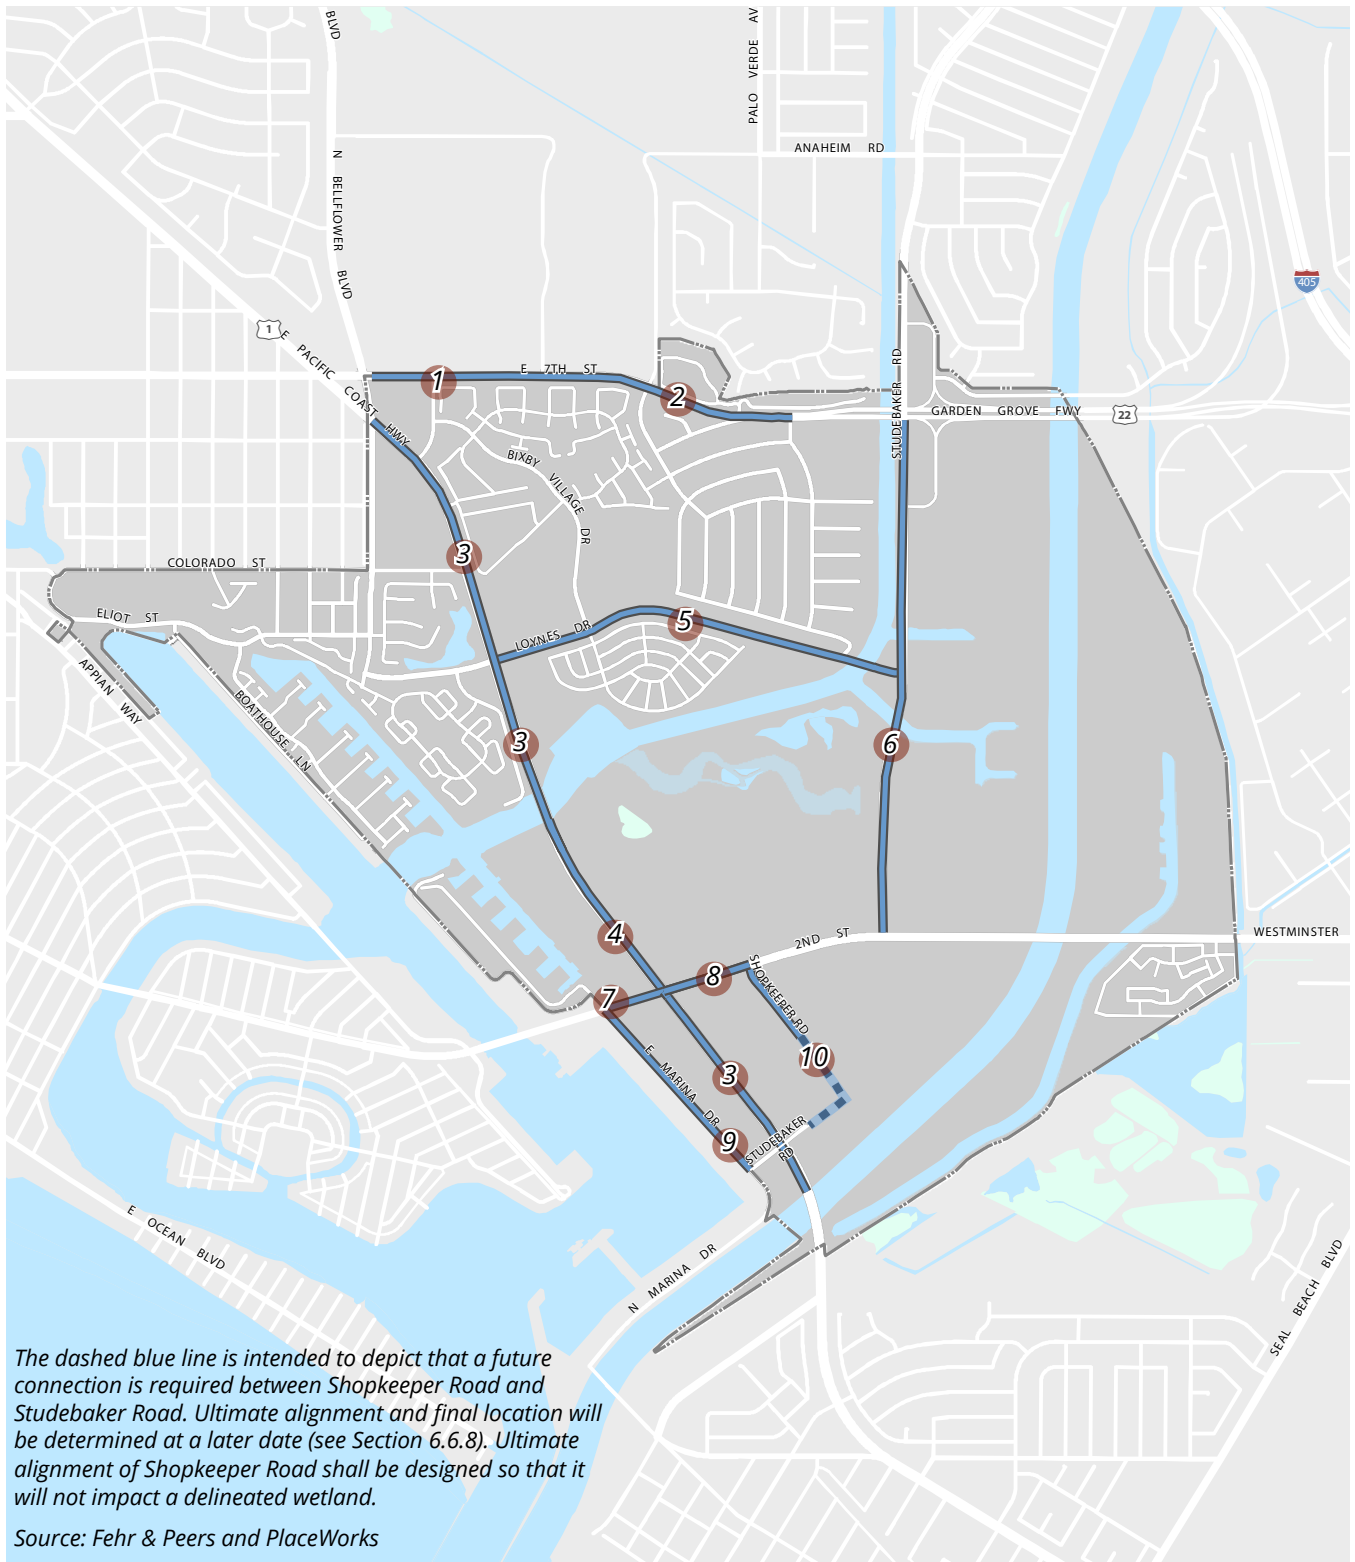 BLVD
PALO VERDE AV
N BELLFLOWER BLVD
ANAHEIM RD
405
1
E PACIFIC COAST HWY
E 7TH ST
1
2
STUDEBAKER RD
GARDEN GROVE FWY
22
BIXBY VILLAGE DR
3
COLORADO ST
ELIOT ST
LOYNES DR
5
APPIAN WAY
BOATHOUSE LN
3
6
4
2ND ST
WESTMINSTER
8
SHOPKEEPER RD
7
E MARINA DR
10
3
9
STUDEBAKER RD
E OCEAN BLVD
N MARINA DR
SEAL BEACH BLVD
The dashed blue line is intended to depict that a future
connection is required between Shopkeeper Road and
Studebaker Road. Ultimate alignment and final location will
be determined at a later date (see Section 6.6.8). Ultimate
alignment of Shopkeeper Road shall be designed so that it
will not impact a delineated wetland.
Source: Fehr & Peers and PlaceWorks